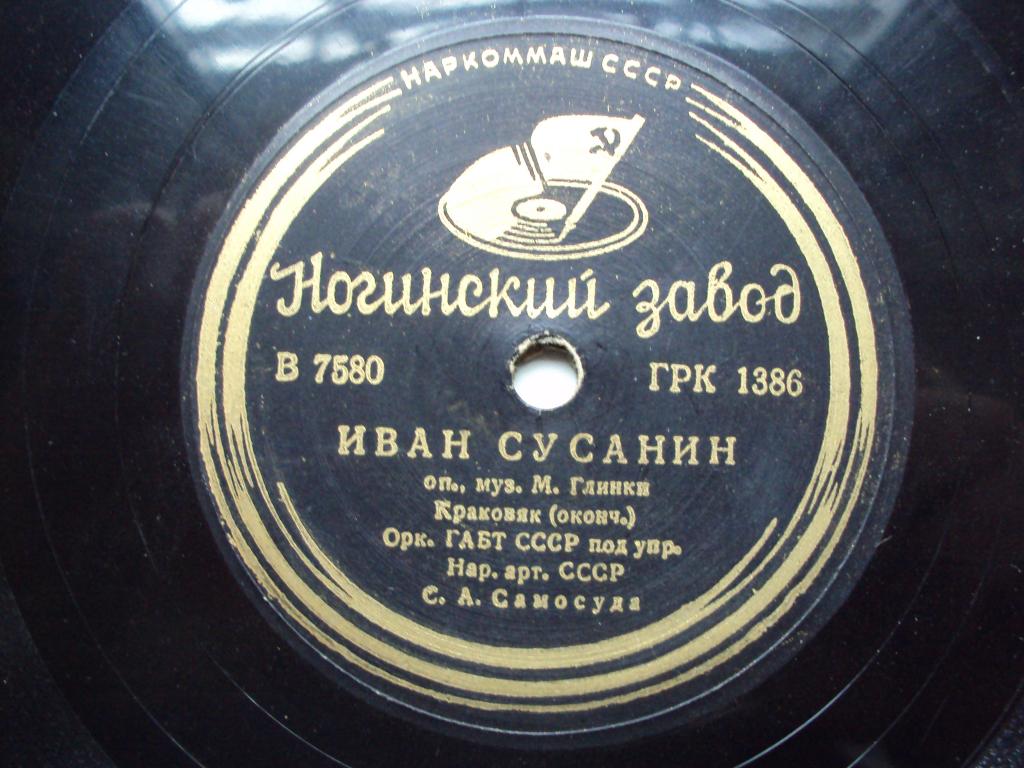 НАРКОММАШ СССР
Ногинский завод
В 7580 ГРК 1386
ИВАН СУСАНИН
оп., муз. М. Глинки
Краковяк (оконч.)
Орк. ГАБТ СССР под упр.
Нар. арт. СССР
С. А. Самосуда